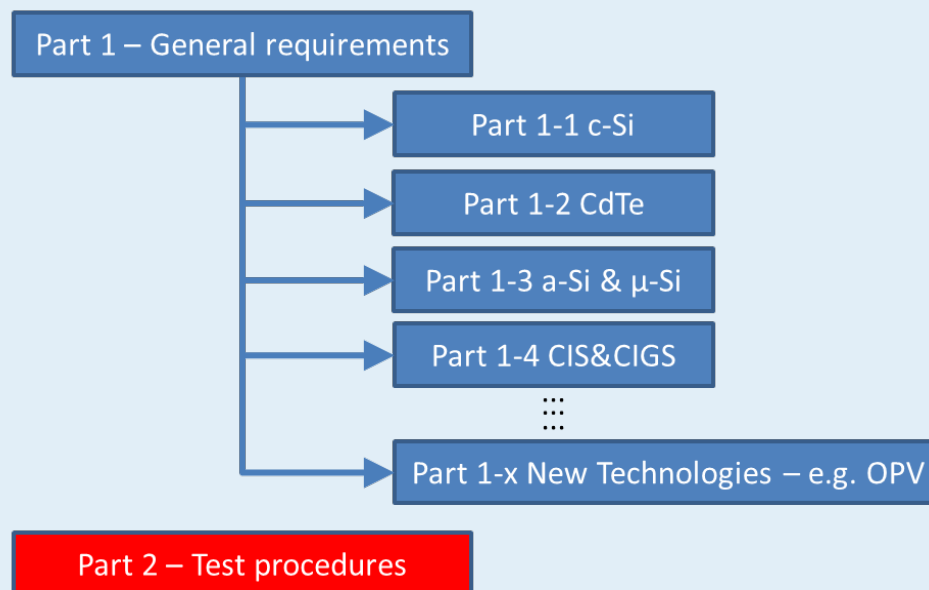 Part 1 – General requirements
Part 1-1 c-Si
Part 1-2 CdTe
Part 1-3 a-Si & µ-Si
Part 1-4 CIS&CIGS
Part 1-x New Technologies – e.g. OPV
Part 2 – Test procedures